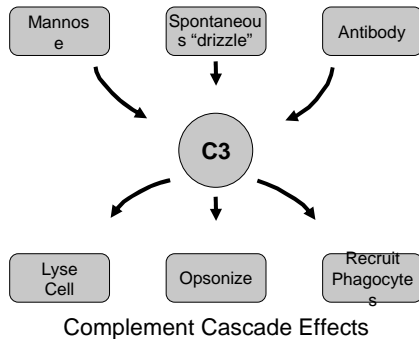 Mannos
e
Spontaneou
s “drizzle”
Antibody
C3
Lyse
Cell
Opsonize
Recruit
Phagocyte
s
Complement Cascade Effects